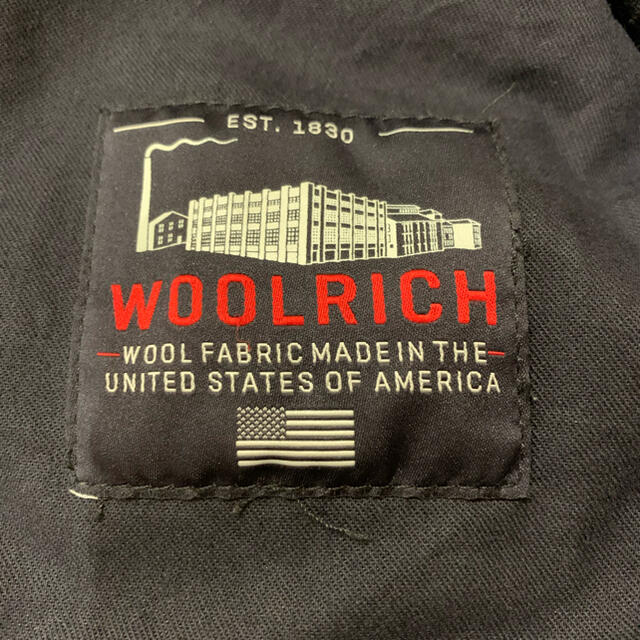 EST. 1830
WOOLRICH
WOOL FABRIC MADE IN THE
UNITED STATES OF AMERICA